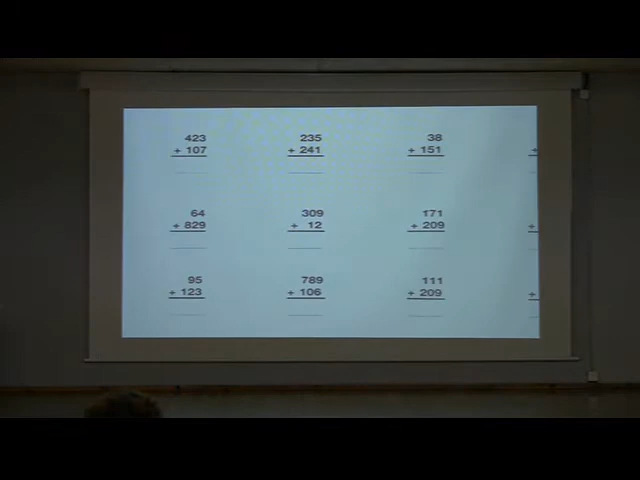 423 235 38
+ 107 + 241 + 151 +
64 309 171
+ 829 + 12 + 209 +
95 789 111
+ 123 + 106 + 209 +